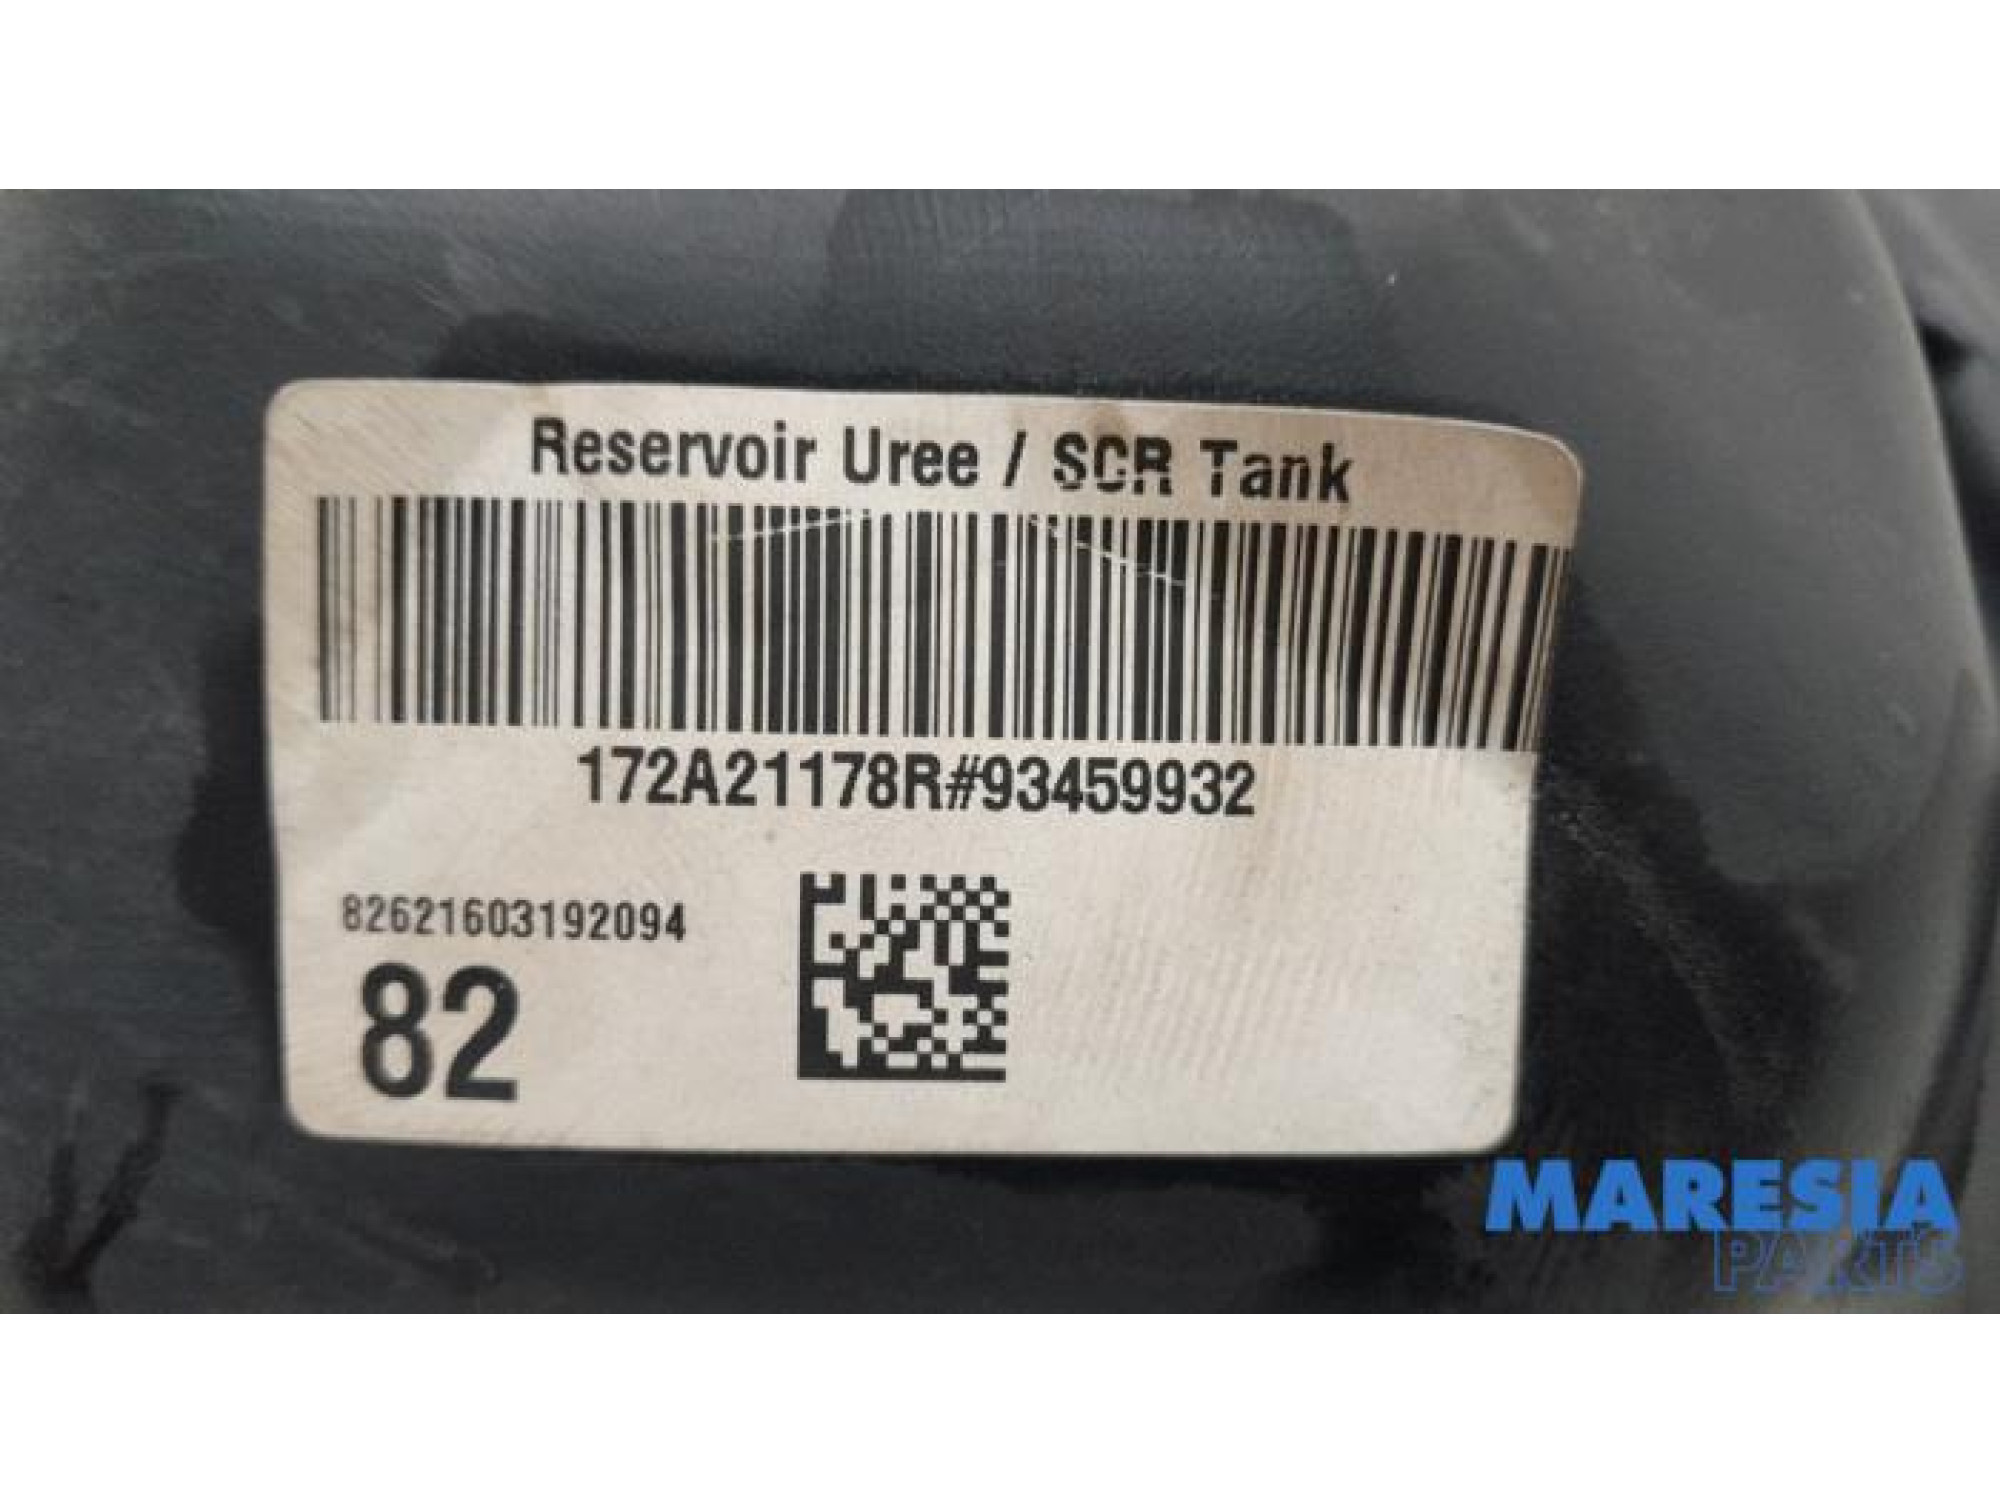 Reservoir Uree / SCR Tank
172A21178R#93459932
82621603192094
82
MARESIA
PARTS